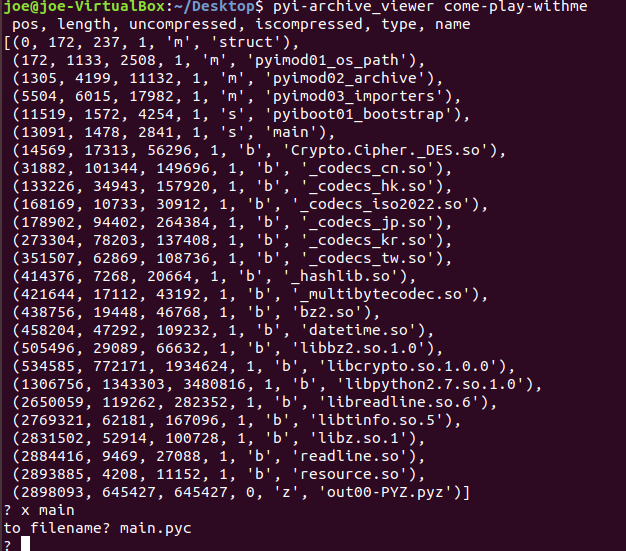 joe@joe-VirtualBox:~/Desktop$ pyi-archive_viewer come-play-withme
 pos, length, uncompressed, iscompressed, type, name
[(0, 172, 237, 1, 'm', 'struct'),
 (172, 1133, 2508, 1, 'm', 'pyimod01_os_path'),
 (1305, 4199, 11132, 1, 'm', 'pyimod02_archive'),
 (5504, 6015, 17982, 1, 'm', 'pyimod03_importers'),
 (11519, 1572, 4254, 1, 's', 'pyiboot01_bootstrap'),
 (13091, 1478, 2841, 1, 's', 'main'),
 (14569, 17313, 56296, 1, 'b', 'Crypto.Cipher._DES.so'),
 (31882, 101344, 149696, 1, 'b', '_codecs_cn.so'),
 (133226, 34943, 157920, 1, 'b', '_codecs_hk.so'),
 (168169, 10733, 30912, 1, 'b', '_codecs_iso2022.so'),
 (178902, 94402, 264384, 1, 'b', '_codecs_jp.so'),
 (273304, 78203, 137408, 1, 'b', '_codecs_kr.so'),
 (351507, 62869, 108736, 1, 'b', '_codecs_tw.so'),
 (414376, 7268, 20664, 1, 'b', '_hashlib.so'),
 (421644, 17112, 43192, 1, 'b', '_multibytecodec.so'),
 (438756, 19448, 46768, 1, 'b', 'bz2.so'),
 (458204, 47292, 109232, 1, 'b', 'datetime.so'),
 (505496, 29089, 66632, 1, 'b', 'libbz2.so.1.0'),
 (534585, 772171, 1934624, 1, 'b', 'libcrypto.so.1.0.0'),
 (1306756, 1343303, 3480816, 1, 'b', 'libpython2.7.so.1.0'),
 (2650059, 119262, 282352, 1, 'b', 'libreadline.so.6'),
 (2769321, 62181, 167096, 1, 'b', 'libtinfo.so.5'),
 (2831502, 52914, 100728, 1, 'b', 'libz.so.1'),
 (2884416, 9469, 27088, 1, 'b', 'readline.so'),
 (2893885, 4208, 11152, 1, 'b', 'resource.so'),
 (2898093, 645427, 645427, 0, 'z', 'out00-PYZ.pyz')]
? x main
to filename? main.pyc
?